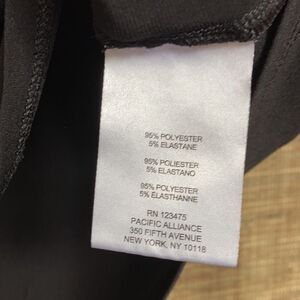 95% POLYESTER
5% ELASTANE
95% POLIESTER
5% ELASTANO
95% POLYESTER
5% ELASTHANNE
RN 123475
PACIFIC ALLIANCE
350 FIFTH AVENUE
NEW YORK, NY 10118